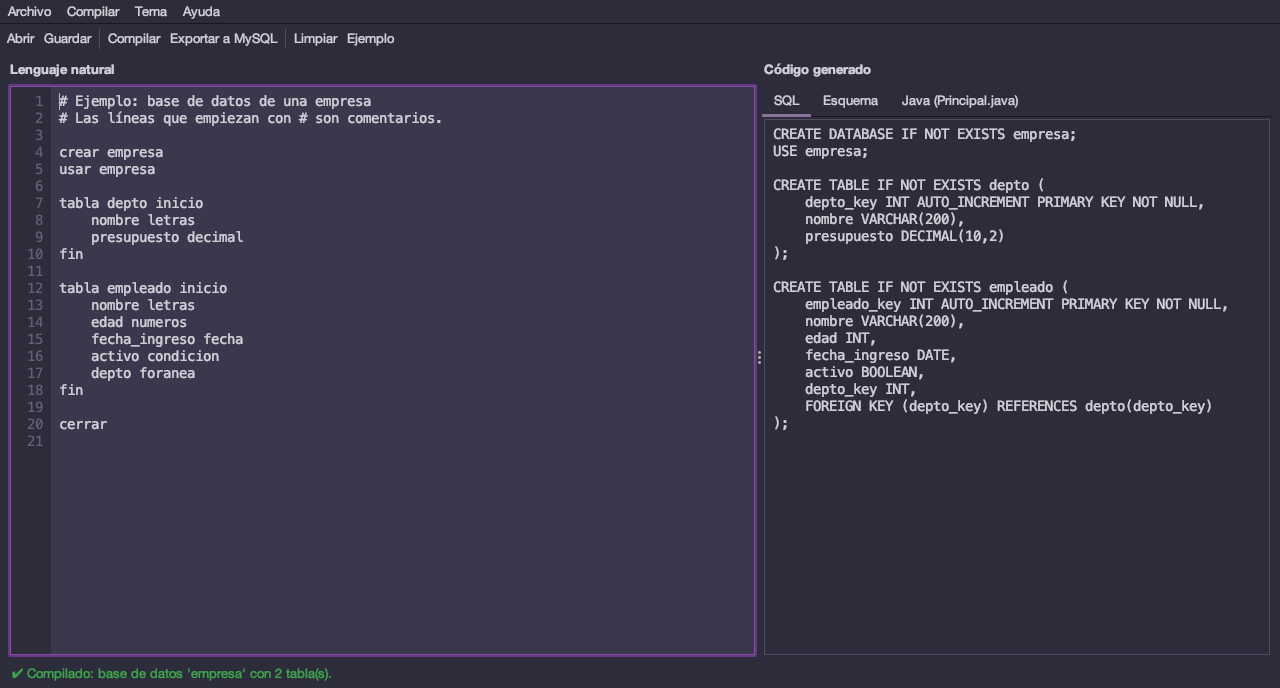 Archivo Compilar Tema Ayuda
Abrir Guardar Compilar Exportar a MySQL Limpiar Ejemplo
Lenguaje natural
1 # Ejemplo: base de datos de una empresa
2 # Las líneas que empiezan con # son comentarios.
3
4 crear empresa
5 usar empresa
6
7 tabla depto inicio
8     nombre letras
9     presupuesto decimal
10 fin
11
12 tabla empleado inicio
13     nombre letras
14     edad numeros
15     fecha_ingreso fecha
16     activo condicion
17     depto foranea
18 fin
19
20 cerrar
21
Código generado
SQL Esquema Java (Principal.java)
CREATE DATABASE IF NOT EXISTS empresa;
USE empresa;

CREATE TABLE IF NOT EXISTS depto (
    depto_key INT AUTO_INCREMENT PRIMARY KEY NOT NULL,
    nombre VARCHAR(200),
    presupuesto DECIMAL(10,2)
);

CREATE TABLE IF NOT EXISTS empleado (
    empleado_key INT AUTO_INCREMENT PRIMARY KEY NOT NULL,
    nombre VARCHAR(200),
    edad INT,
    fecha_ingreso DATE,
    activo BOOLEAN,
    depto_key INT,
    FOREIGN KEY (depto_key) REFERENCES depto(depto_key)
);
✔ Compilado: base de datos 'empresa' con 2 tabla(s).